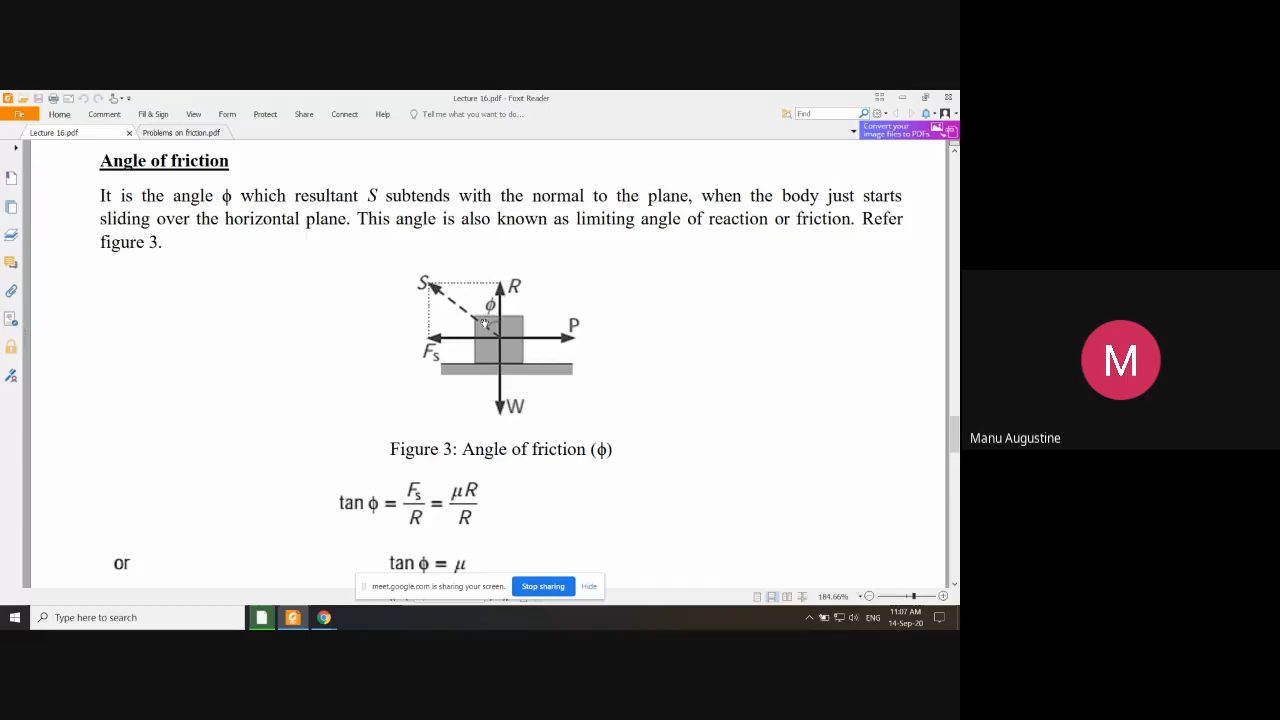 Lecture 16.pdf - Foxit Reader
File Home Comment Fill & Sign View Form Protect Share Connect Help Tell me what you want to do... Find
Convert your
image files to PDFs.
Lecture 16.pdf Problems on friction.pdf
Angle of friction
It is the angle ϕ which resultant S subtends with the normal to the plane, when the body just starts
sliding over the horizontal plane. This angle is also known as limiting angle of reaction or friction. Refer
figure 3.
S R
ϕ
P
Fs
W
Figure 3: Angle of friction (ϕ)
tan ϕ = Fs/R = μR/R
or tan ϕ = μ
meet.google.com is sharing your screen. Stop sharing Hide
184.66%
Type here to search
ENG
11:07 AM
14-Sep-20
M
Manu Augustine